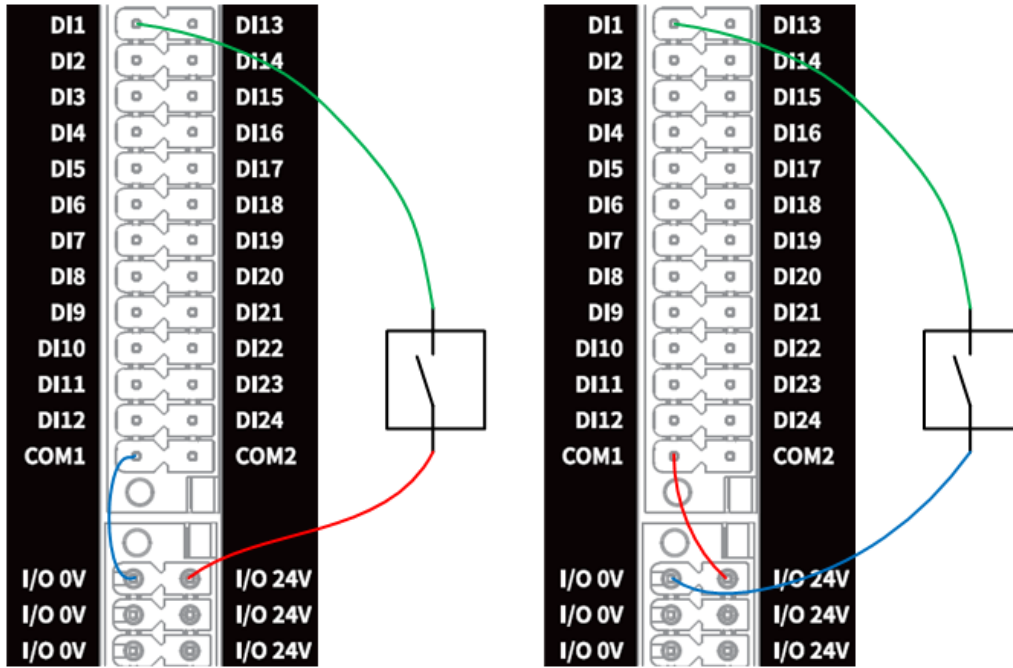 DI1 DI13 DI1 DI13
DI2 DI14 DI2 DI14
DI3 DI15 DI3 DI15
DI4 DI16 DI4 DI16
DI5 DI17 DI5 DI17
DI6 DI18 DI6 DI18
DI7 DI19 DI7 DI19
DI8 DI20 DI8 DI20
DI9 DI21 DI9 DI21
DI10 DI22 DI10 DI22
DI11 DI23 DI11 DI23
DI12 DI24 DI12 DI24
COM1 COM2 COM1 COM2
I/O 0V I/O 24V I/O 0V I/O 24V
I/O 0V I/O 24V I/O 0V I/O 24V
I/O 0V I/O 24V I/O 0V I/O 24V